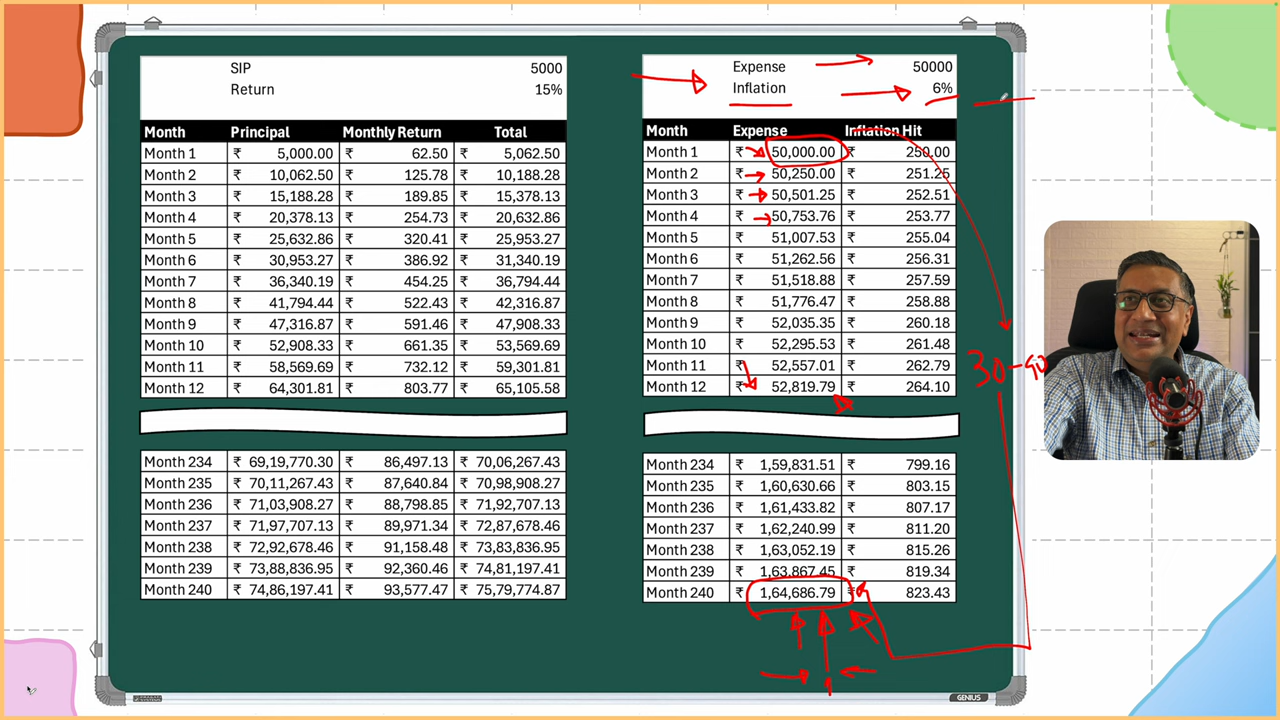 SIP 5000
Return 15%
Month Principal Monthly Return Total
Month 1 ₹ 5,000.00 ₹ 62.50 ₹ 5,062.50
Month 2 ₹ 10,062.50 ₹ 125.78 ₹ 10,188.28
Month 3 ₹ 15,188.28 ₹ 189.85 ₹ 15,378.13
Month 4 ₹ 20,378.13 ₹ 254.73 ₹ 20,632.86
Month 5 ₹ 25,632.86 ₹ 320.41 ₹ 25,953.27
Month 6 ₹ 30,953.27 ₹ 386.92 ₹ 31,340.19
Month 7 ₹ 36,340.19 ₹ 454.25 ₹ 36,794.44
Month 8 ₹ 41,794.44 ₹ 522.43 ₹ 42,316.87
Month 9 ₹ 47,316.87 ₹ 591.46 ₹ 47,908.33
Month 10 ₹ 52,908.33 ₹ 661.35 ₹ 53,569.69
Month 11 ₹ 58,569.69 ₹ 732.12 ₹ 59,301.81
Month 12 ₹ 64,301.81 ₹ 803.77 ₹ 65,105.58
Month 234 ₹ 69,19,770.30 ₹ 86,497.13 ₹ 70,06,267.43
Month 235 ₹ 70,11,267.43 ₹ 87,640.84 ₹ 70,98,908.27
Month 236 ₹ 71,03,908.27 ₹ 88,798.85 ₹ 71,92,707.13
Month 237 ₹ 71,97,707.13 ₹ 89,971.34 ₹ 72,87,678.46
Month 238 ₹ 72,92,678.46 ₹ 91,158.48 ₹ 73,83,836.95
Month 239 ₹ 73,88,836.95 ₹ 92,360.46 ₹ 74,81,197.41
Month 240 ₹ 74,86,197.41 ₹ 93,577.47 ₹ 75,79,774.87
Expense 50000
Inflation 6%
Month Expense Inflation Hit
Month 1 ₹ 50,000.00 ₹ 250.00
Month 2 ₹ 50,250.00 ₹ 251.25
Month 3 ₹ 50,501.25 ₹ 252.51
Month 4 ₹ 50,753.76 ₹ 253.77
Month 5 ₹ 51,007.53 ₹ 255.04
Month 6 ₹ 51,262.56 ₹ 256.31
Month 7 ₹ 51,518.88 ₹ 257.59
Month 8 ₹ 51,776.47 ₹ 258.88
Month 9 ₹ 52,035.35 ₹ 260.18
Month 10 ₹ 52,295.53 ₹ 261.48
Month 11 ₹ 52,557.01 ₹ 262.79
Month 12 ₹ 52,819.79 ₹ 264.10
Month 234 ₹ 1,59,831.51 ₹ 799.16
Month 235 ₹ 1,60,630.66 ₹ 803.15
Month 236 ₹ 1,61,433.82 ₹ 807.17
Month 237 ₹ 1,62,240.99 ₹ 811.20
Month 238 ₹ 1,63,052.19 ₹ 815.26
Month 239 ₹ 1,63,867.45 ₹ 819.34
Month 240 ₹ 1,64,686.79 ₹ 823.43
30-40
GENIUS